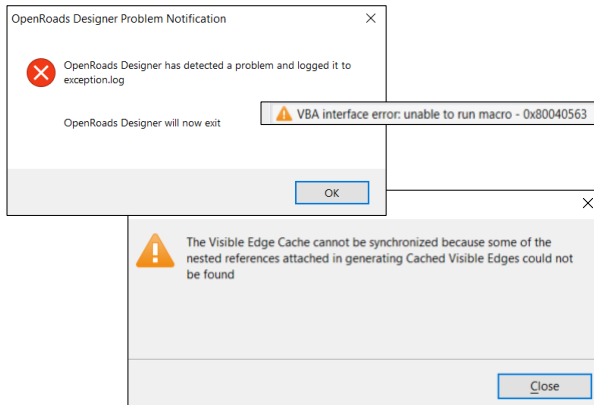 OpenRoads Designer Problem Notification
OpenRoads Designer has detected a problem and logged it to
exception.log
VBA interface error: unable to run macro - 0x80040563
OpenRoads Designer will now exit
OK
The Visible Edge Cache cannot be synchronized because some of the
nested references attached in generating Cached Visible Edges could not
be found
Close